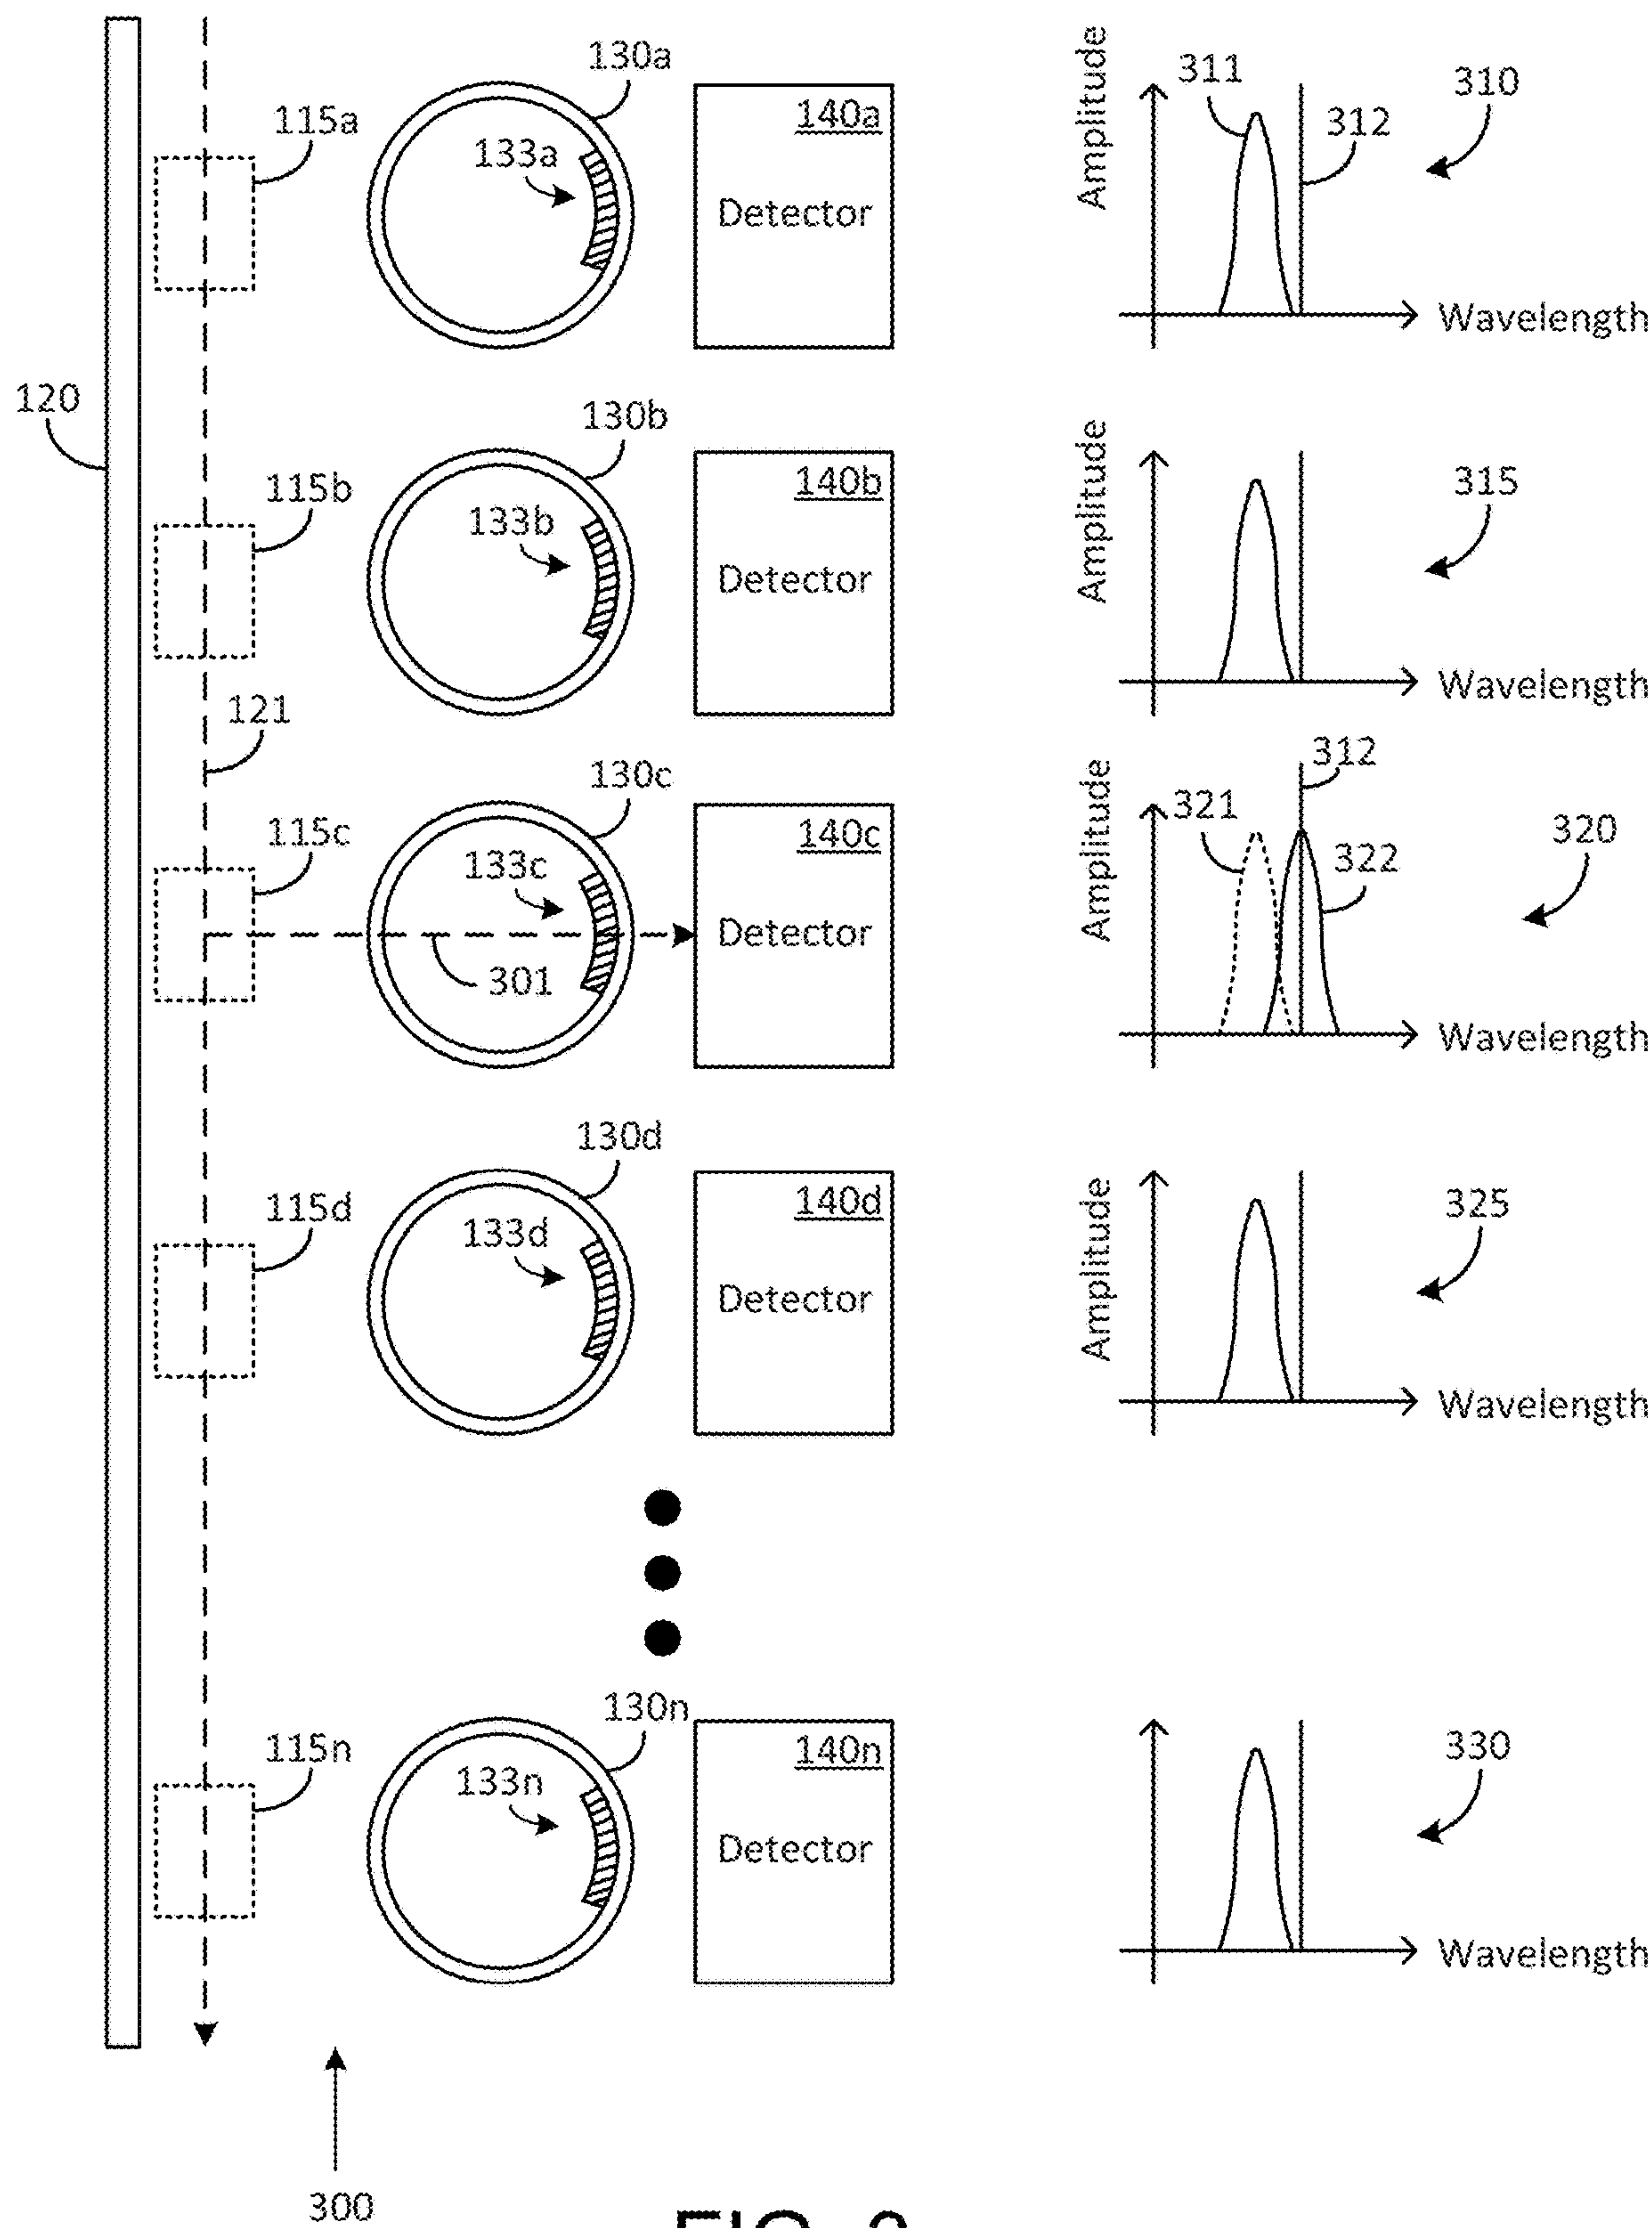 130a
115a
133a
140a
Detector
Amplitude
311
312
310
Wavelength
120
130b
115b
133b
140b
Detector
Amplitude
315
Wavelength
121
130c
115c
133c
301
140c
Detector
Amplitude
321
312
322
320
Wavelength
130d
115d
133d
140d
Detector
Amplitude
325
Wavelength
130n
115n
133n
140n
Detector
330
Wavelength
300
FIG.